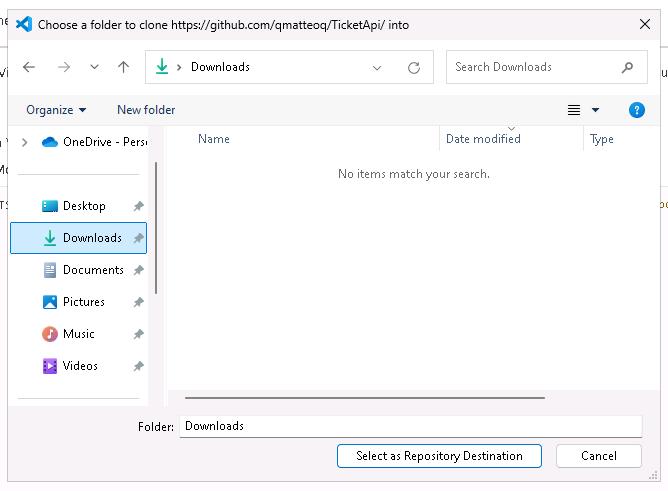 Choose a folder to clone https://github.com/qmatteoq/TicketApi/ into
Downloads
Search Downloads
Organize
New folder
?
OneDrive - Pers
Name
Date modified
Type
No items match your search.
Desktop
Downloads
Documents
Pictures
Music
Videos
Folder:
Downloads
Select as Repository Destination
Cancel